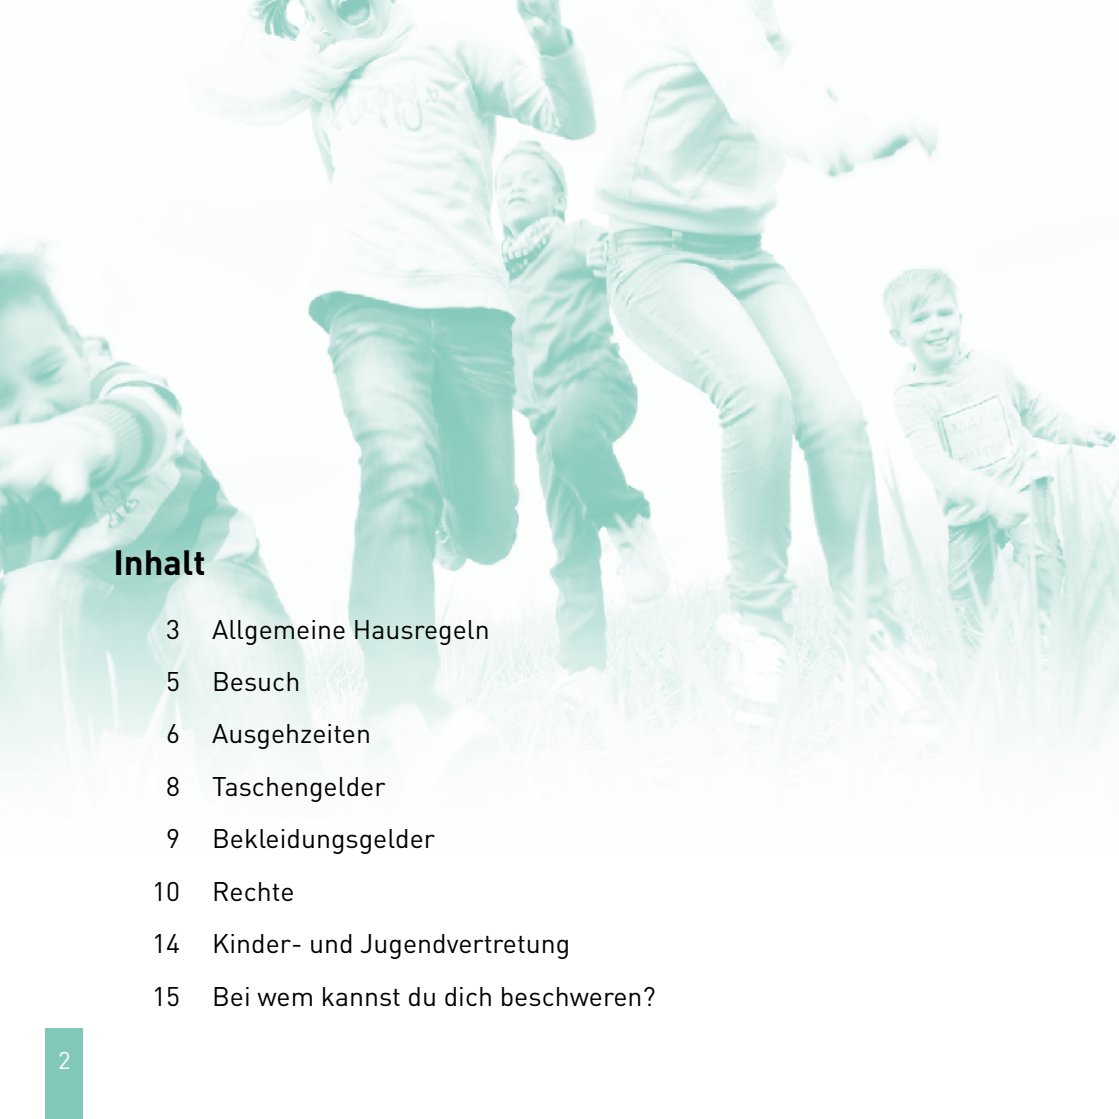 Happy
Inhalt
3 Allgemeine Hausregeln
5 Besuch
6 Ausgehzeiten
8 Taschengelder
9 Bekleidungsgelder
10 Rechte
14 Kinder- und Jugendvertretung
15 Bei wem kannst du dich beschweren?
2